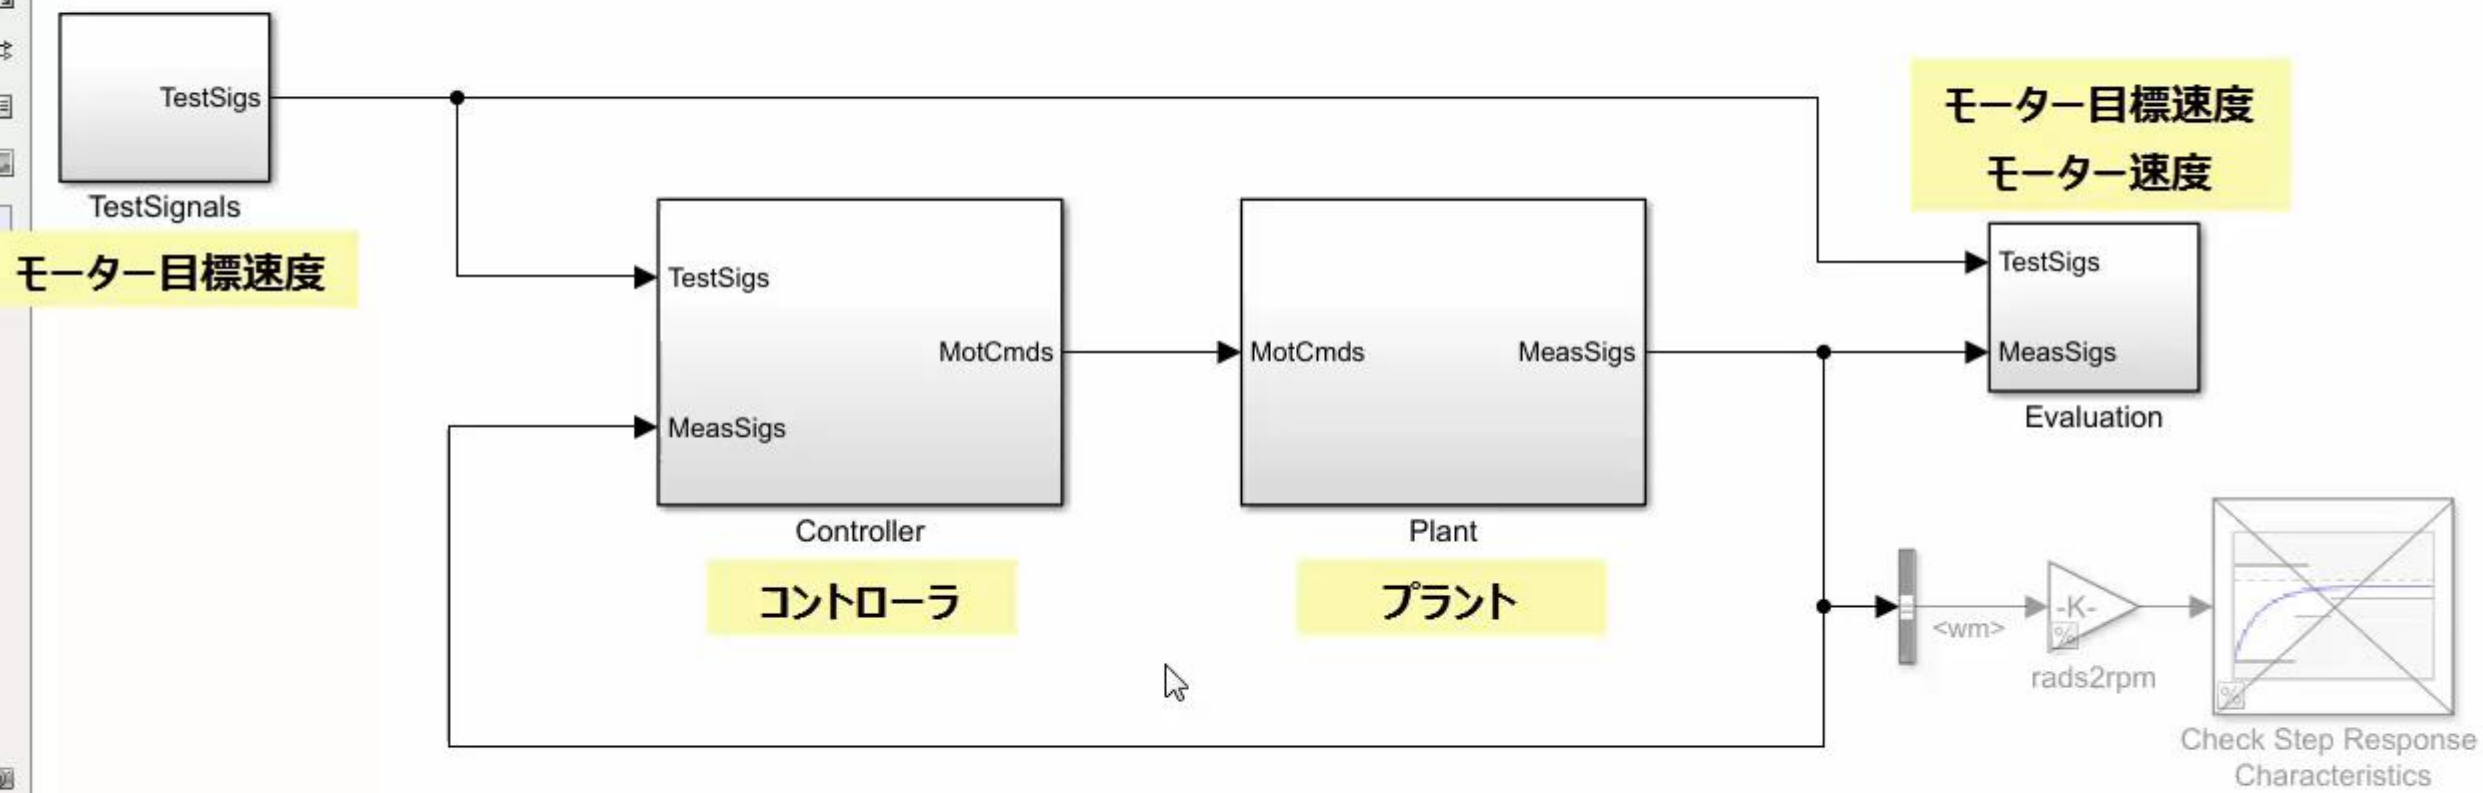 TestSigs
TestSignals
モーター目標速度
TestSigs
MotCmds
MeasSigs
Controller
コントローラ
MotCmds
MeasSigs
Plant
プラント
モーター目標速度
モーター速度
TestSigs
MeasSigs
Evaluation
<wm>
-K-
rads2rpm
Check Step Response
Characteristics